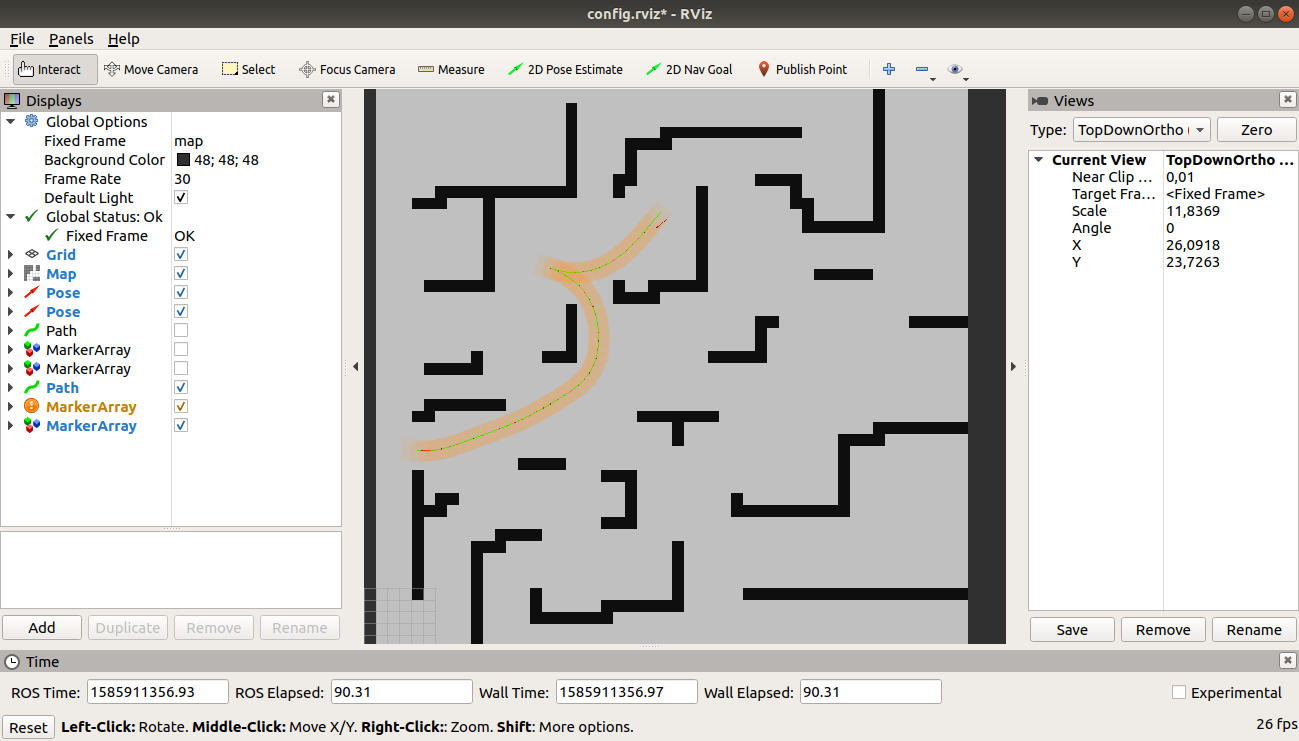 config.rviz* - RViz
File Panels Help
Interact Move Camera Select Focus Camera Measure 2D Pose Estimate 2D Nav Goal Publish Point
Displays
Global Options
Fixed Frame map
Background Color 48; 48; 48
Frame Rate 30
Default Light
Global Status: Ok
Fixed Frame OK
Grid
Map
Pose
Pose
Path
MarkerArray
MarkerArray
Path
MarkerArray
MarkerArray
Add Duplicate Remove Rename
Views
Type: TopDownOrtho ( Zero
Current View TopDownOrtho ...
Near Clip ... 0,01
Target Fra... <Fixed Frame>
Scale 11,8369
Angle 0
X 26,0918
Y 23,7263
Save Remove Rename
Time
ROS Time: 1585911356.93 ROS Elapsed: 90.31 Wall Time: 1585911356.97 Wall Elapsed: 90.31 Experimental
Reset Left-Click: Rotate. Middle-Click: Move X/Y. Right-Click:: Zoom. Shift: More options. 26 fps